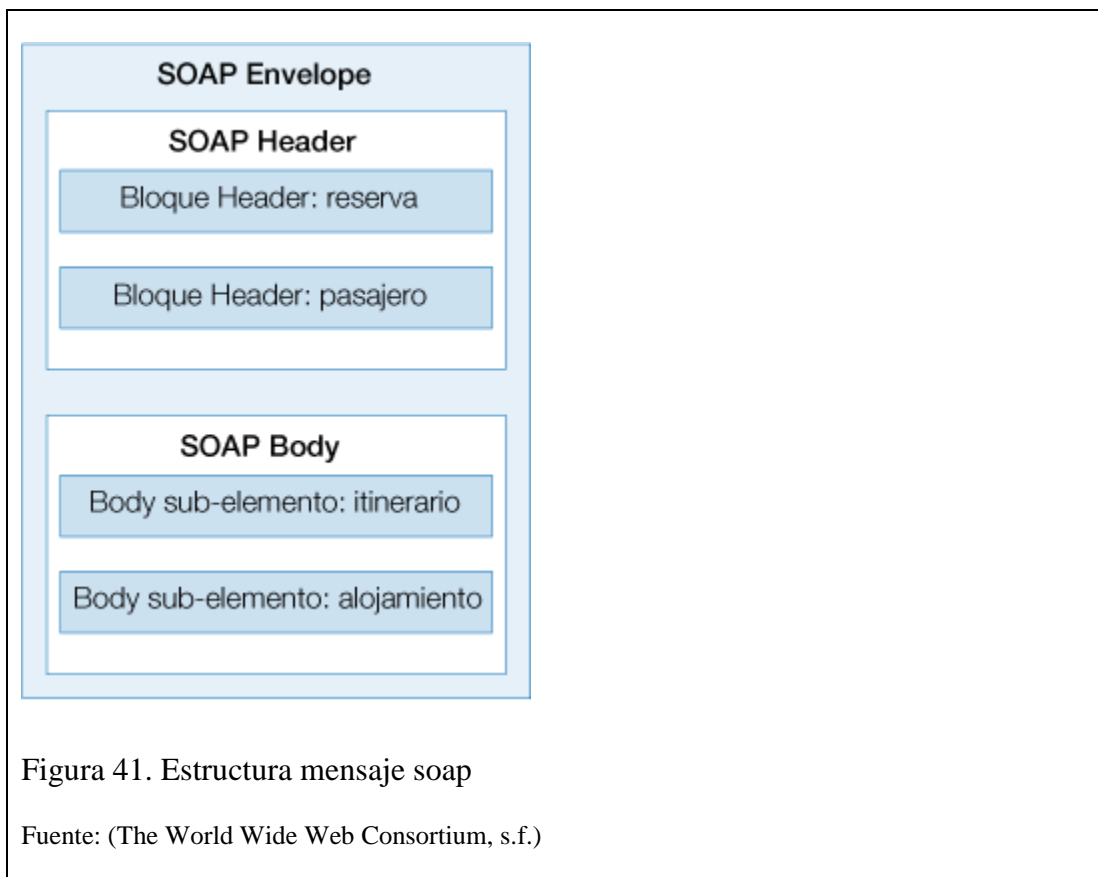 SOAP Envelope
SOAP Header
Bloque Header: reserva
Bloque Header: pasajero
SOAP Body
Body sub-elemento: itinerario
Body sub-elemento: alojamiento
Figura 41. Estructura mensaje soap
Fuente: (The World Wide Web Consortium, s.f.)